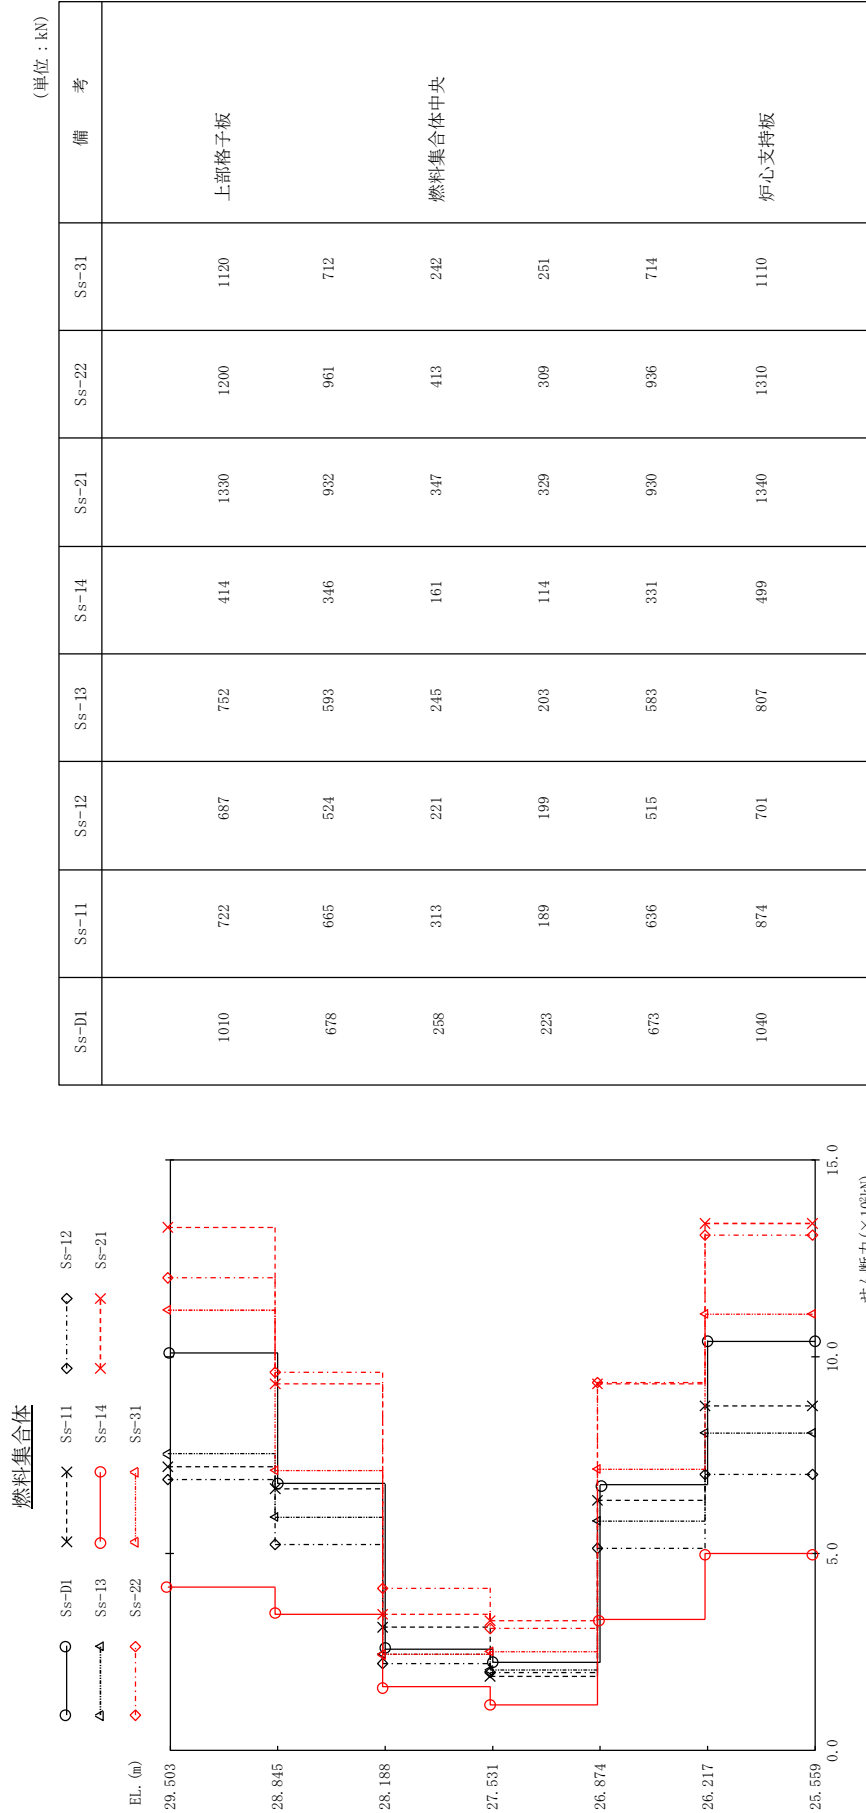 燃料集合体
Ss-D1 Ss-11 Ss-12
Ss-13 Ss-14 Ss-21
Ss-22 Ss-31
EL. (m)
29.503
28.845
28.188
27.531
26.874
26.217
25.559
0.0 5.0 10.0 15.0
せん断力(×10²kN)
(単位：kN)
Ss-D1 Ss-11 Ss-12 Ss-13 Ss-14 Ss-21 Ss-22 Ss-31 備 考
1010 722 687 752 414 1330 1200 1120 上部格子板
678 665 524 593 346 932 961 712
258 313 221 245 161 347 413 242 燃料集合体中央
223 189 199 203 114 329 309 251
673 636 515 583 331 930 936 714
1040 874 701 807 499 1340 1310 1110 炉心支持板